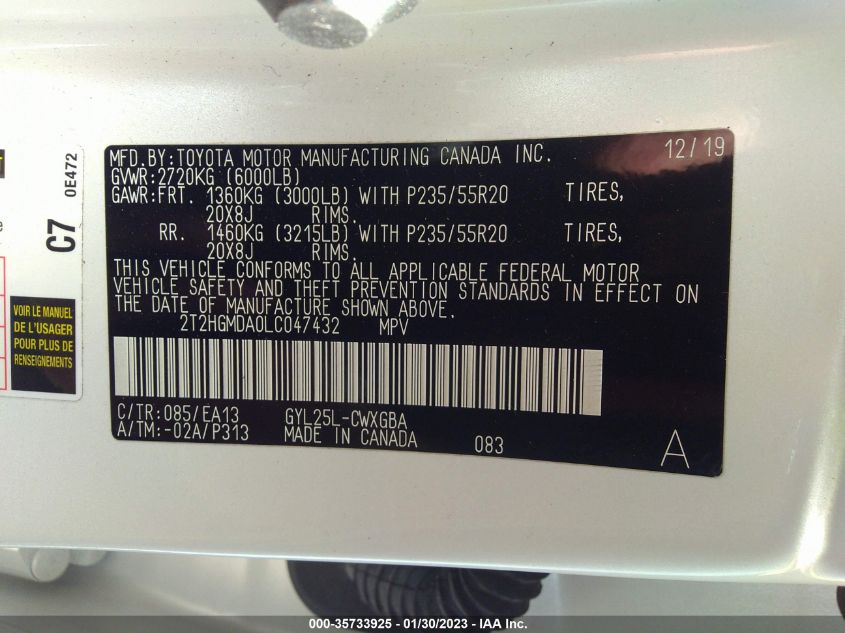 MFD.BY:TOYOTA MOTOR MANUFACTURING CANADA INC. 12/19
GVWR:2720KG (6000LB)
GAWR:FRT. 1360KG (3000LB) WITH P235/55R20 TIRES,
20X8J RIMS.
RR. 1460KG (3215LB) WITH P235/55R20 TIRES,
20X8J RIMS.
THIS VEHICLE CONFORMS TO ALL APPLICABLE FEDERAL MOTOR
VEHICLE SAFETY AND THEFT PREVENTION STANDARDS IN EFFECT ON
THE DATE OF MANUFACTURE SHOWN ABOVE.
2T2HGMDA0LC047432 MPV
C/TR:085/EA13 GYL25L-CWXGBA
A/TM:-02A/P313 MADE IN CANADA 083 A
C7 0E472
VOIR LE MANUEL
DE L'USAGER
POUR PLUS DE
RENSEIGNEMENTS
000-35733925 - 01/30/2023 - IAA Inc.